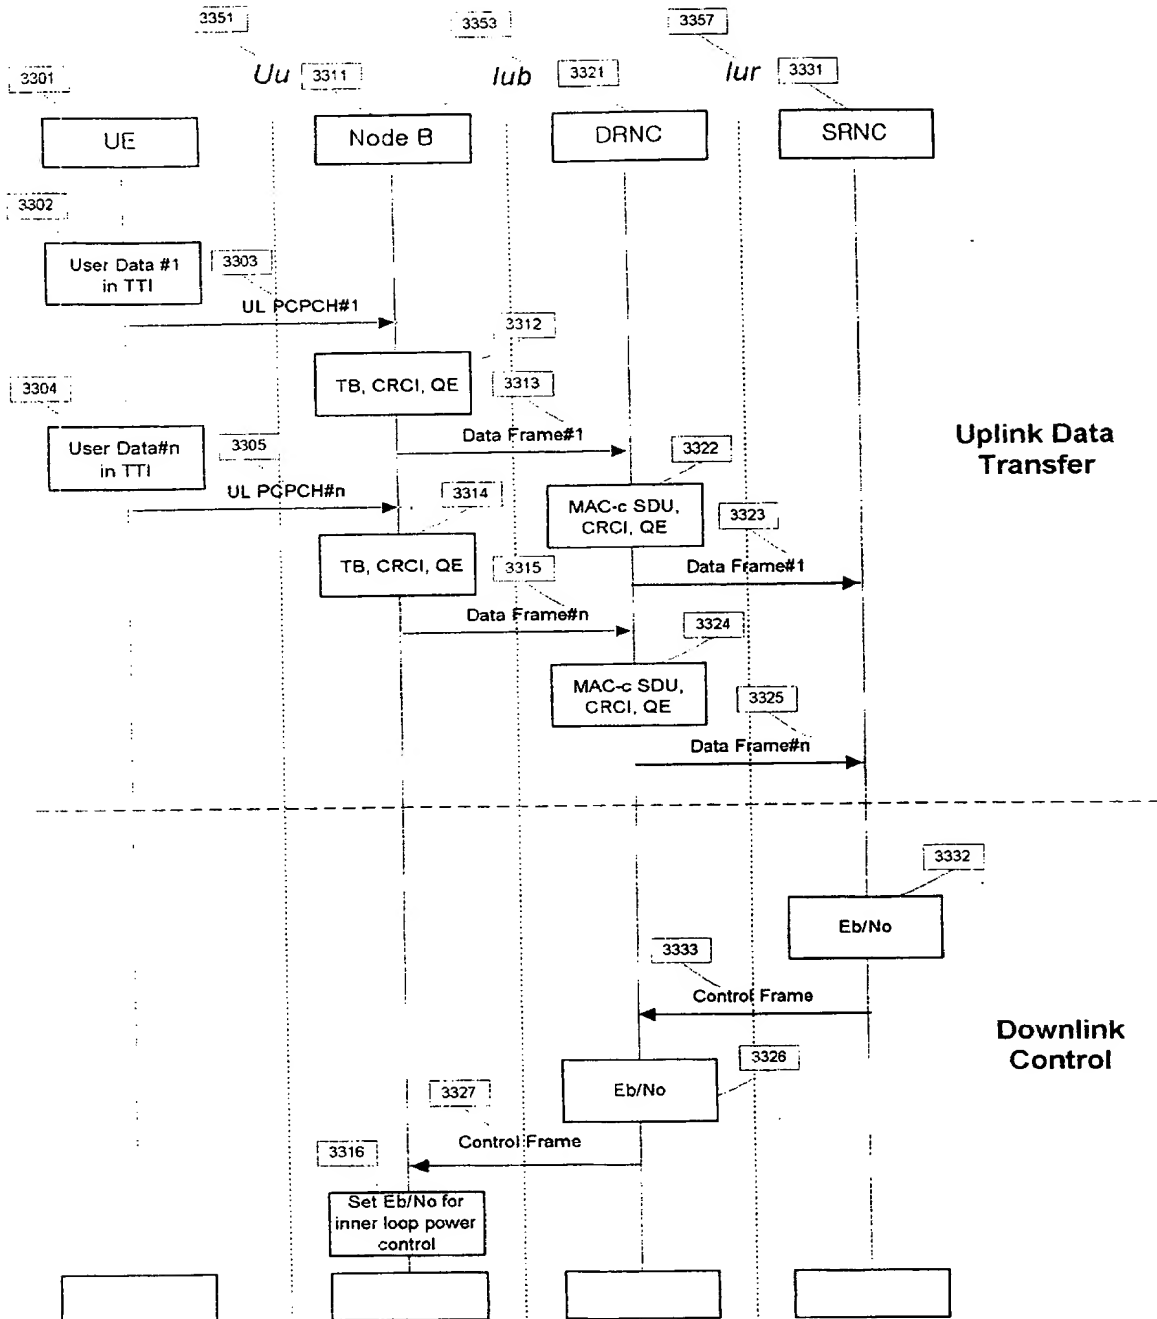 3351
3353
3357
3301
Uu
3311
Iub
3321
Iur
3331
UE
Node B
DRNC
SRNC
3302
User Data #1
in TTI
3303
UL PCPCH#1
3312
TB, CRCI, QE
3313
3304
Data Frame#1
User Data#n
in TTI
3305
3322
Uplink Data
Transfer
UL PCPCH#n
3314
MAC-c SDU,
CRCI, QE
3323
TB, CRCI, QE
3315
Data Frame#1
Data Frame#n
3324
MAC-c SDU,
CRCI, QE
3325
Data Frame#n
3332
Eb/No
3333
Control Frame
Downlink
Control
3326
Eb/No
3327
Control Frame
3316
Set Eb/No for
inner loop power
control